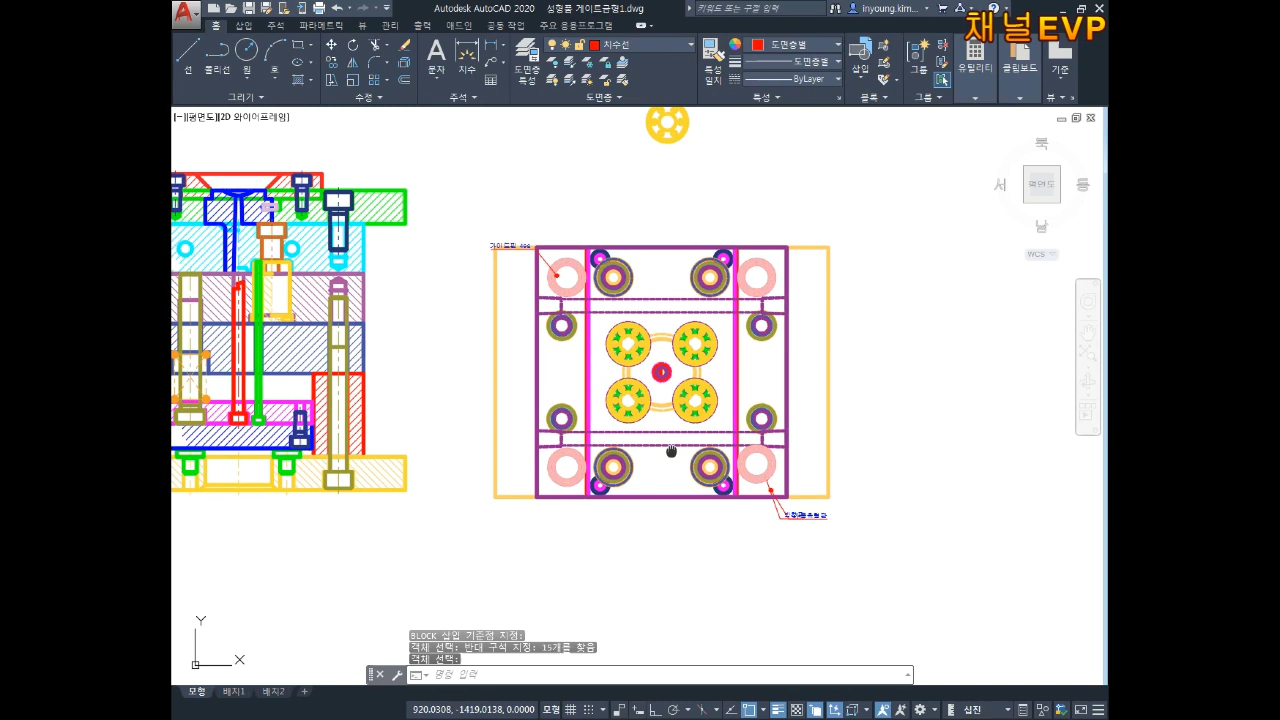 Autodesk AutoCAD 2020 성형품 게이트균형1.dwg
키워드 또는 구절 입력
inyoung.kim...
채널EVP
홈 삽입 주석 파라메트릭 뷰 관리 출력 애드인 공동 작업 주요 응용프로그램
선 폴리선 원 호
문자 치수
도면층 특성
지수선
특성 일치
도면층별
도면층별
ByLayer
삽입
그룹
유틸리티
클립보드
기준
그리기 수정 주석 도면층 특성 블록 그룹 뷰
[-][평면도][2D 와이어프레임]
북
서 평면도 동
남
WCS
Y
X
BLOCK 삽입 기준점 지정:
객체 선택: 반대 구석 지정: 15개를 찾음
객체 선택:
명령 입력
모형 배치1 배치2 +
920.0308, -1419.0138, 0.0000 모형 십진